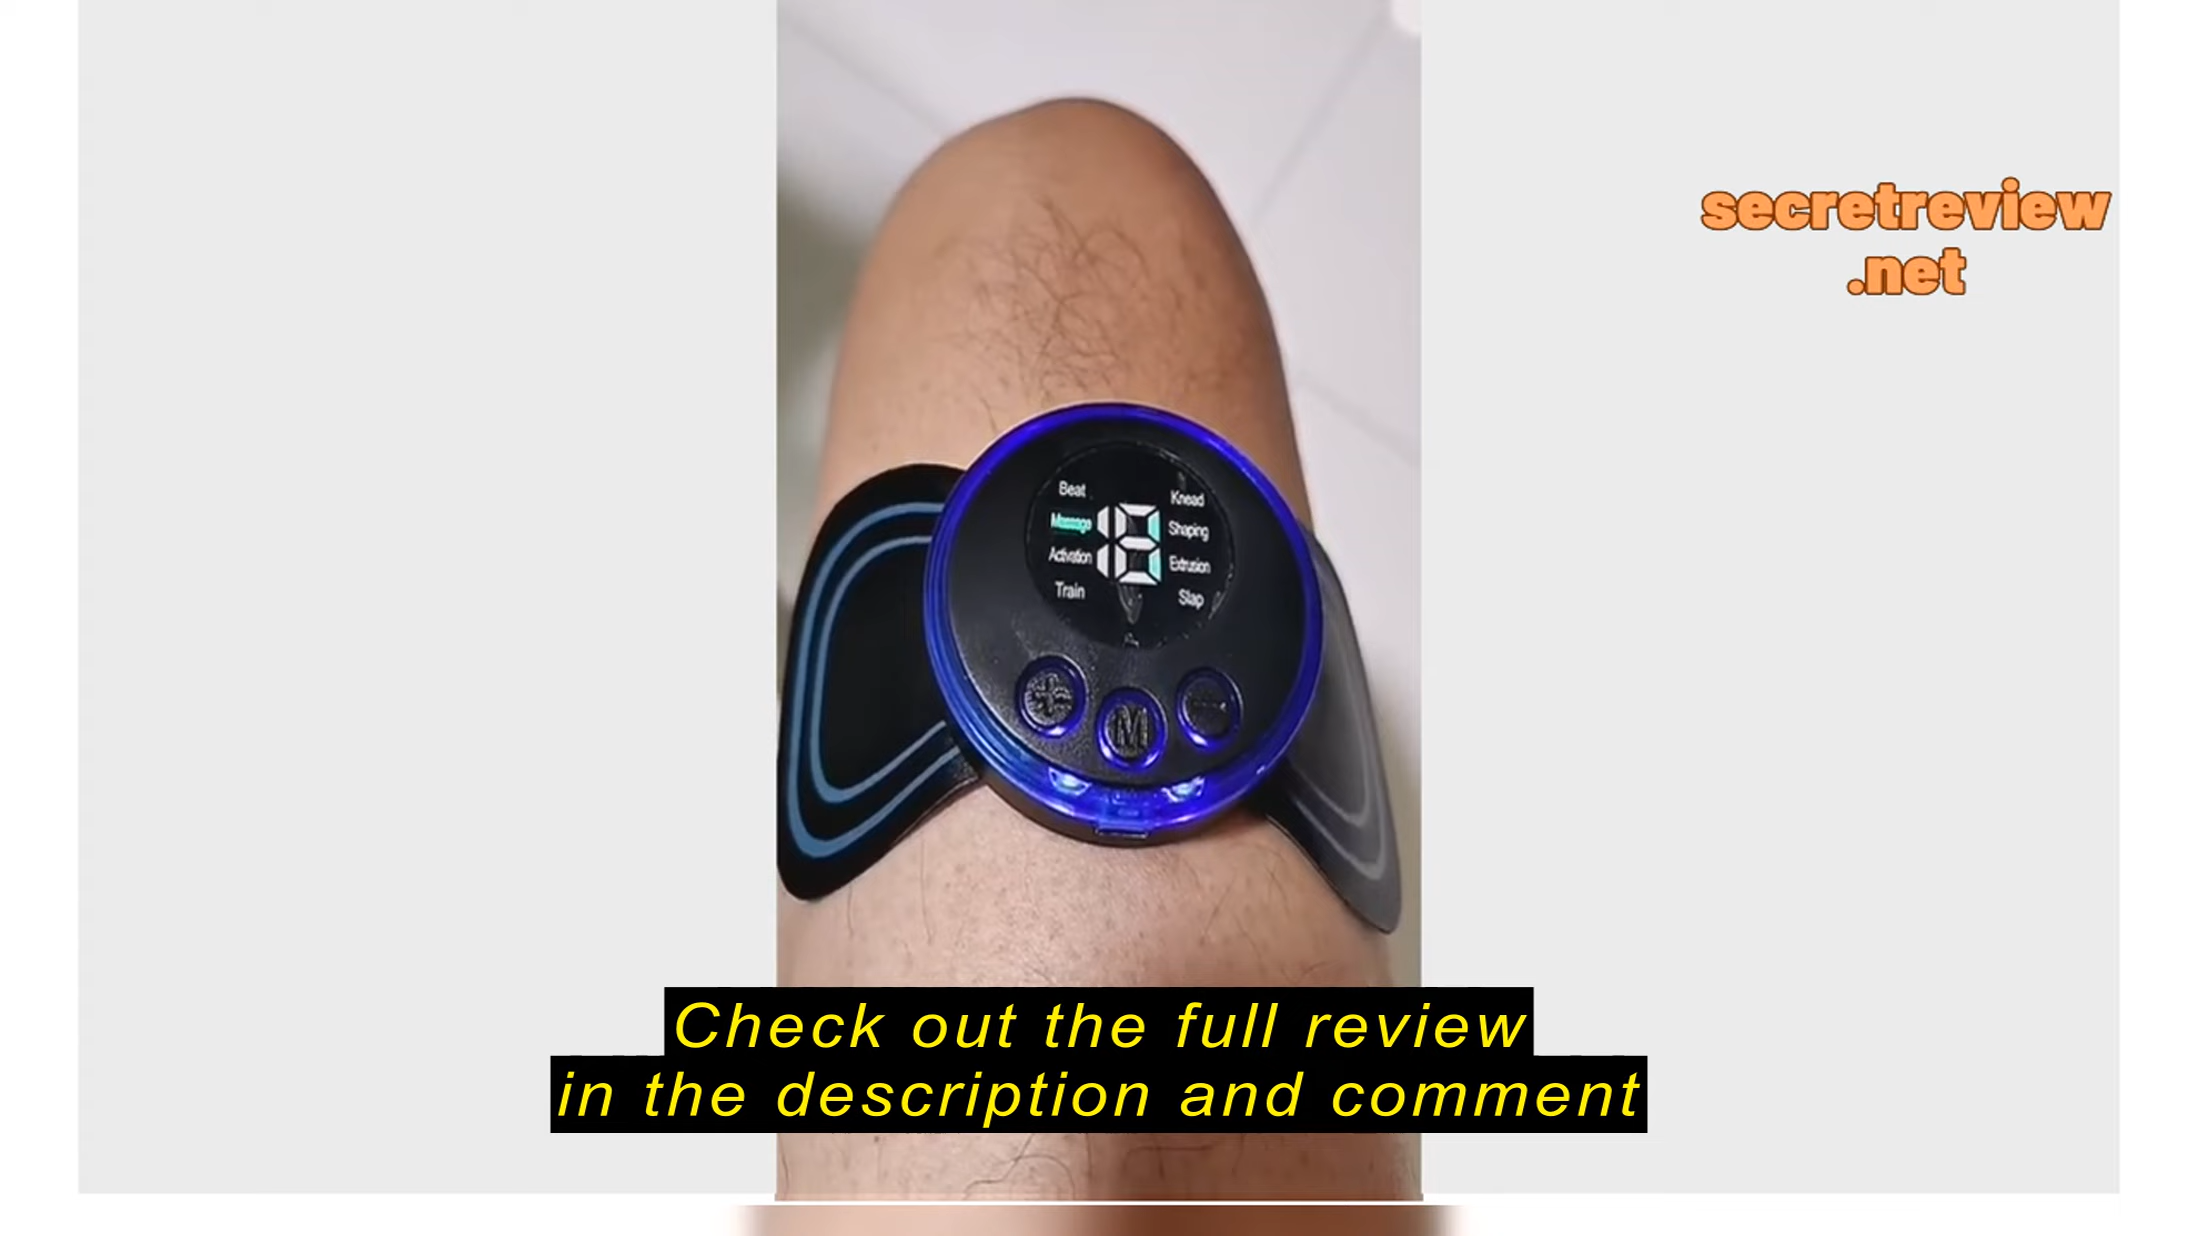 secretreview
.net
Beat
Knead
Massage
18
Shaping
Activation
Extrusion
Train
Slap
M
Check out the full review
in the description and comment